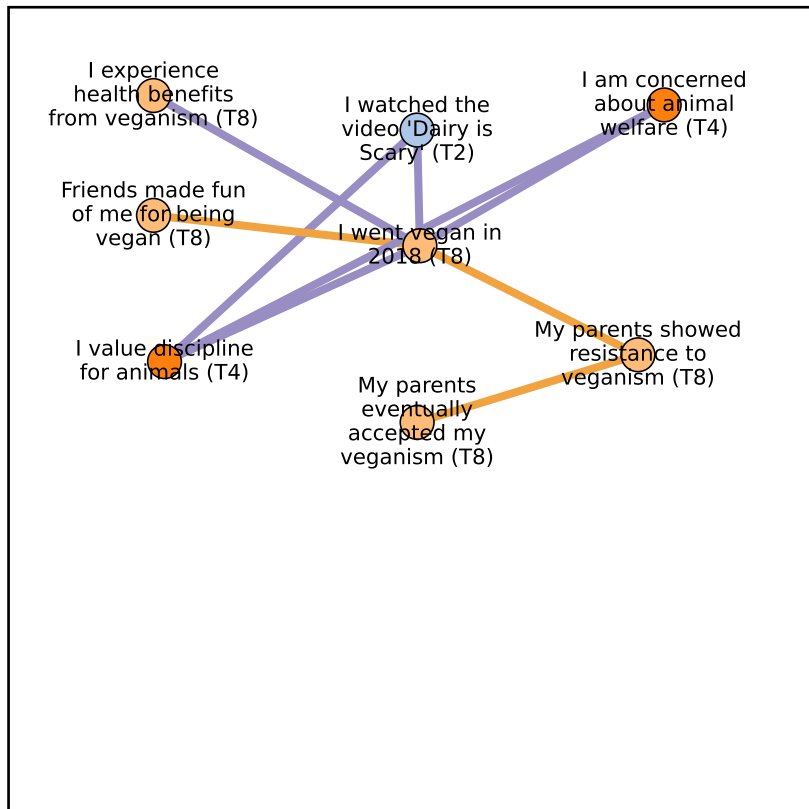 I experience
health benefits
from veganism (T8)
I watched the
video 'Dairy is
Scary' (T2)
I am concerned
about animal
welfare (T4)
Friends made fun
of me for being
vegan (T8)
I went vegan in
2018 (T8)
I value discipline
for animals (T4)
My parents showed
resistance to
veganism (T8)
My parents
eventually
accepted my
veganism (T8)